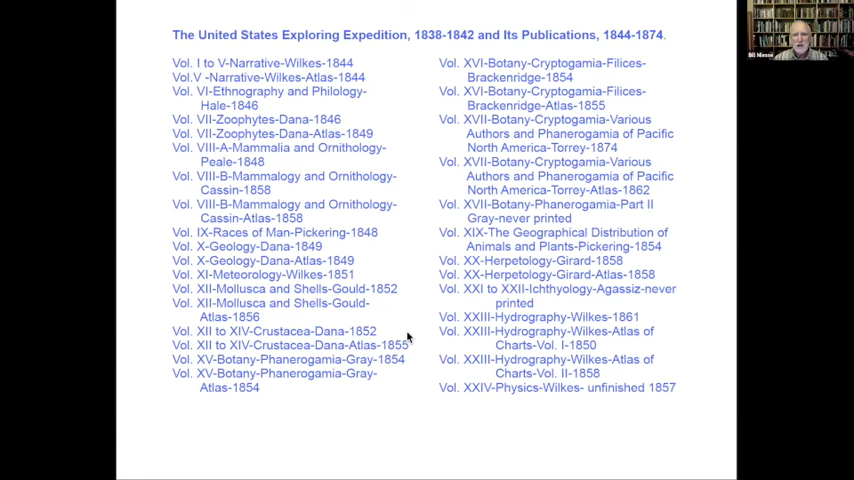 The United States Exploring Expedition, 1838-1842 and Its Publications, 1844-1874.
Vol. I to V-Narrative-Wilkes-1844
Vol.V -Narrative-Wilkes-Atlas-1844
Vol. VI-Ethnography and Philology-
Hale-1846
Vol. VII-Zoophytes-Dana-1846
Vol. VII-Zoophytes-Dana-Atlas-1849
Vol. VIII-A-Mammalia and Ornithology-
Peale-1848
Vol. VIII-B-Mammalogy and Ornithology-
Cassin-1858
Vol. VIII-B-Mammalogy and Ornithology-
Cassin-Atlas-1858
Vol. IX-Races of Man-Pickering-1848
Vol. X-Geology-Dana-1849
Vol. X-Geology-Dana-Atlas-1849
Vol. XI-Meteorology-Wilkes-1851
Vol. XII-Mollusca and Shells-Gould-1852
Vol. XII-Mollusca and Shells-Gould-
Atlas-1856
Vol. XII to XIV-Crustacea-Dana-1852
Vol. XII to XIV-Crustacea-Dana-Atlas-1855
Vol. XV-Botany-Phanerogamia-Gray-1854
Vol. XV-Botany-Phanerogamia-Gray-
Atlas-1854
Vol. XVI-Botany-Cryptogamia-Filices-
Brackenridge-1854
Vol. XVI-Botany-Cryptogamia-Filices-
Brackenridge-Atlas-1855
Vol. XVII-Botany-Cryptogamia-Various
Authors and Phanerogamia of Pacific
North America-Torrey-1874
Vol. XVII-Botany-Cryptogamia-Various
Authors and Phanerogamia of Pacific
North America-Torrey-Atlas-1862
Vol. XVII-Botany-Phanerogamia-Part II
Gray-never printed
Vol. XIX-The Geographical Distribution of
Animals and Plants-Pickering-1854
Vol. XX-Herpetology-Girard-1858
Vol. XX-Herpetology-Girard-Atlas-1858
Vol. XXI to XXII-Ichthyology-Agassiz-never
printed
Vol. XXIII-Hydrography-Wilkes-1861
Vol. XXIII-Hydrography-Wilkes-Atlas of
Charts-Vol. I-1850
Vol. XXIII-Hydrography-Wilkes-Atlas of
Charts-Vol. II-1858
Vol. XXIV-Physics-Wilkes- unfinished 1857
Bill